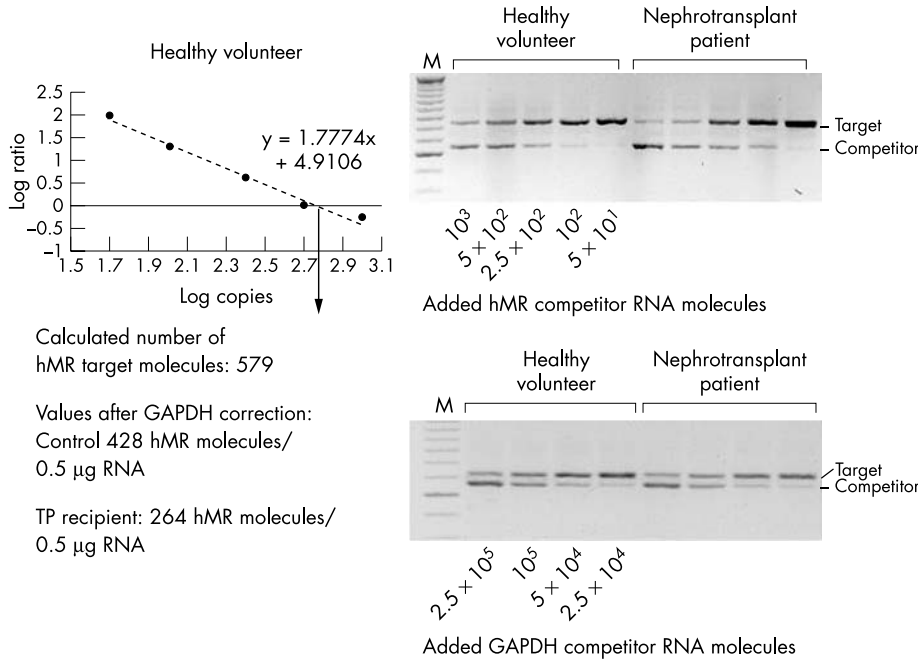 Healthy volunteer
2.5
2
1.5
1
0.5
0
−0.5
−1
Log ratio
y = 1.7774x
+ 4.9106
1.5 1.7 1.9 2.1 2.4 2.5 2.7 2.9 3.1
Log copies
Calculated number of
hMR target molecules: 579
Values after GAPDH correction:
Control 428 hMR molecules/
0.5 µg RNA
TP recipient: 264 hMR molecules/
0.5 µg RNA
Healthy
volunteer
Nephrotransplant
patient
M
Target
Competitor
10³
5 × 10²
2.5 × 10²
10²
5 × 10¹
Added hMR competitor RNA molecules
Healthy
volunteer
Nephrotransplant
patient
M
Target
Competitor
2.5 × 10⁵
10⁵
5 × 10⁴
2.5 × 10⁴
Added GAPDH competitor RNA molecules